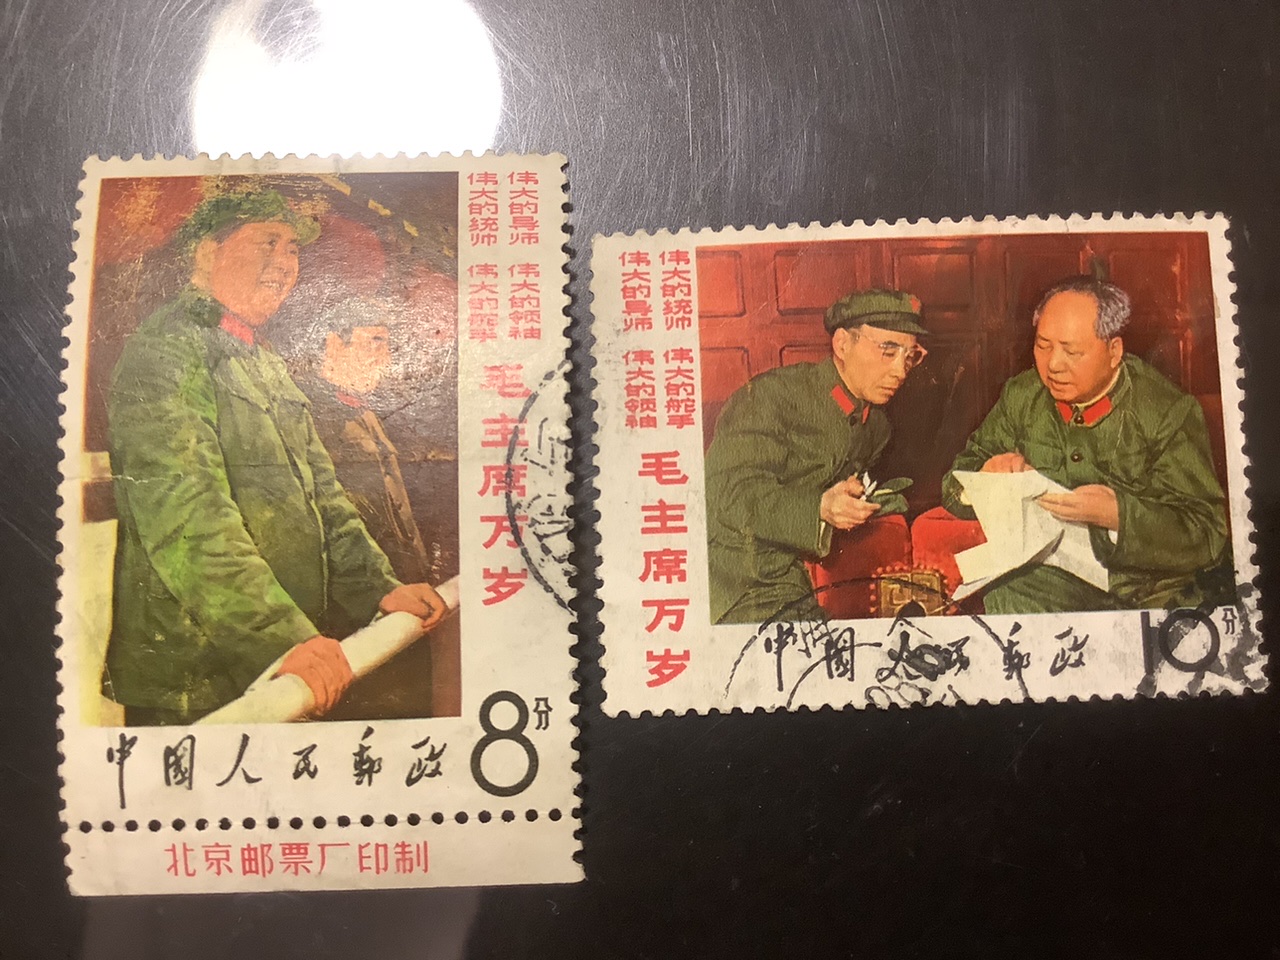 伟大的导师
伟大的领袖
伟大的统帅
伟大的舵手
毛主席万岁
中国人民邮政
8分
北京邮票厂印制
伟大的统帅
伟大的舵手
伟大的导师
伟大的领袖
毛主席万岁
中国人民邮政
10分